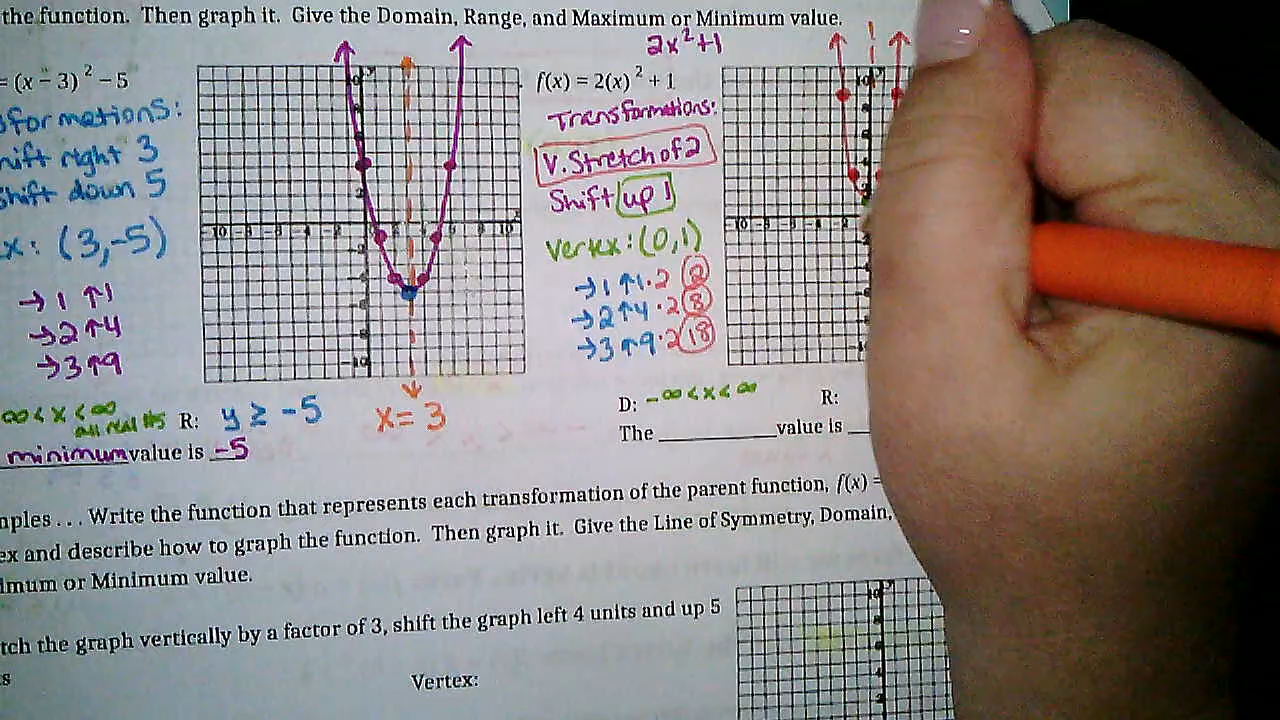 the function. Then graph it. Give the Domain, Range, and Maximum or Minimum value.
= (x − 3)² − 5
sformations:
hift right 3
shift down 5
x: (3,-5)
→1 ↑1
→2 ↑4
→3 ↑9
∞ < x < ∞
all real #s
R: y ≥ -5
x = 3
minimum value is -5
2x²+1
f(x) = 2(x)² + 1
Transformations:
V. Stretch of 2
Shift up 1
Vertex: (0,1)
→1 ↑1·2 2
→2 ↑4·2 8
→3 ↑9·2 18
D: -∞ < x < ∞ R:
The ____________ value is __
mples . . . Write the function that represents each transformation of the parent function, f(x) =
ex and describe how to graph the function. Then graph it. Give the Line of Symmetry, Domain,
imum or Minimum value.
tch the graph vertically by a factor of 3, shift the graph left 4 units and up 5
s
Vertex: